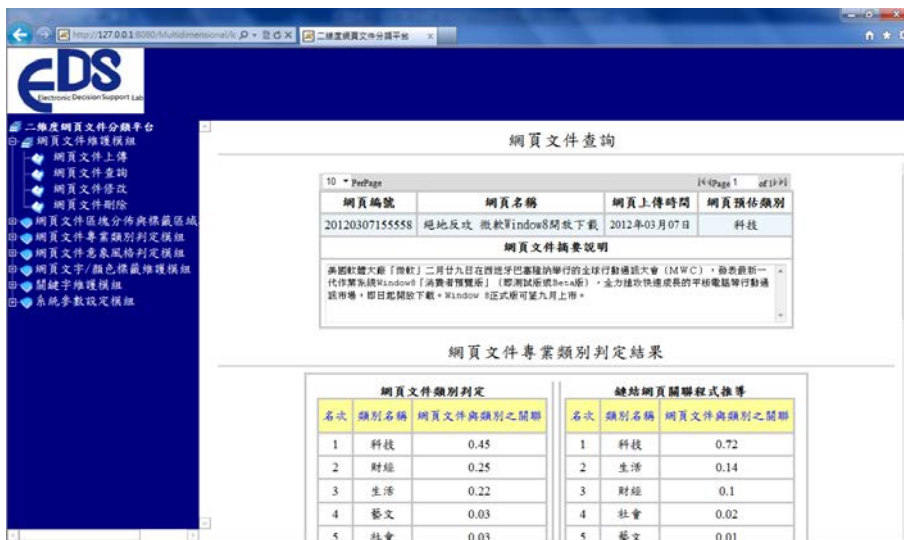 http://127.0.0.1:8080/Multidimensional/k
二維度網頁文件分類平台
EDS
Electronic Decision Support Lab
二維度網頁文件分類平台
網頁文件維護模組
網頁文件上傳
網頁文件查詢
網頁文件修改
網頁文件刪除
網頁文件區塊分佈與標籤區域
網頁文件專業類別判定模組
網頁文件意象風格判定模組
網頁文字/顏色標籤維護模組
關鍵字維護模組
系統參數設定模組
網頁文件查詢
10 PerPage Page 1 of 1
網頁編號 網頁名稱 網頁上傳時間 網頁預估類別
20120307155558 絕地反攻 微軟Window8開放下載 2012年03月07日 科技
網頁文件摘要說明
美國軟體大廠「微軟」二月廿九日在西班牙巴塞隆納舉行的全球行動通訊大會(MWC),發表最新一
代作業系統Window8「消費者預覽版」(即測試版或Beta版),全力搶攻快速成長的平板電腦等行動通
訊市場,即日起開放下載。Window 8正式版可望九月上市。
網頁文件專業類別判定結果
網頁文件類別判定 鏈結網頁關聯程式推導
名次 類別名稱 網頁文件與類別之關聯 名次 類別名稱 網頁文件與類別之關聯
1 科技 0.45 1 科技 0.72
2 財經 0.25 2 生活 0.14
3 生活 0.22 3 財經 0.1
4 藝文 0.03 4 社會 0.02
5 社會 0.03 5 藝文 0.01